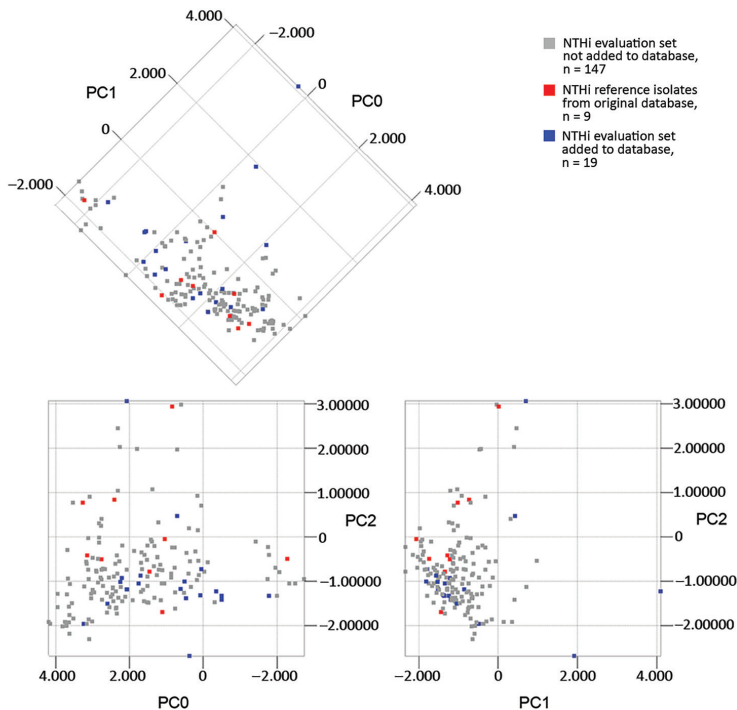 4.000
−2.000
2.000
0
PC1
PC0
0
2.000
−2.000
4.000
NTHi evaluation set
not added to database,
n = 147
NTHi reference isolates
from original database,
n = 9
NTHi evaluation set
added to database,
n = 19
3.00000
2.00000
1.00000
PC2
0
−1.00000
−2.00000
4.000
2.000
0
−2.000
PC0
3.00000
2.00000
1.00000
PC2
0
−1.00000
−2.00000
−2.000
0
2.000
4.000
PC1